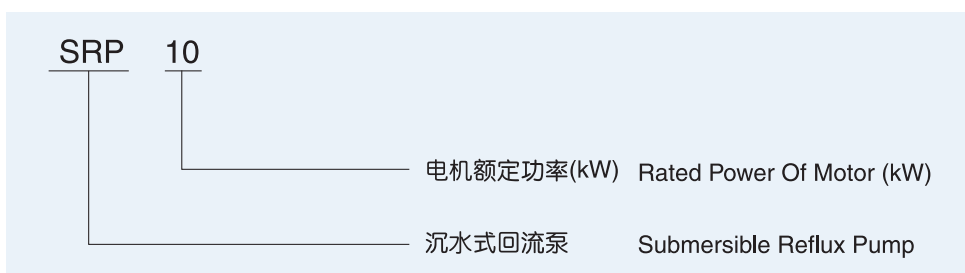 SRP 10
电机额定功率(kW) Rated Power Of Motor (kW)
沉水式回流泵 Submersible Reflux Pump